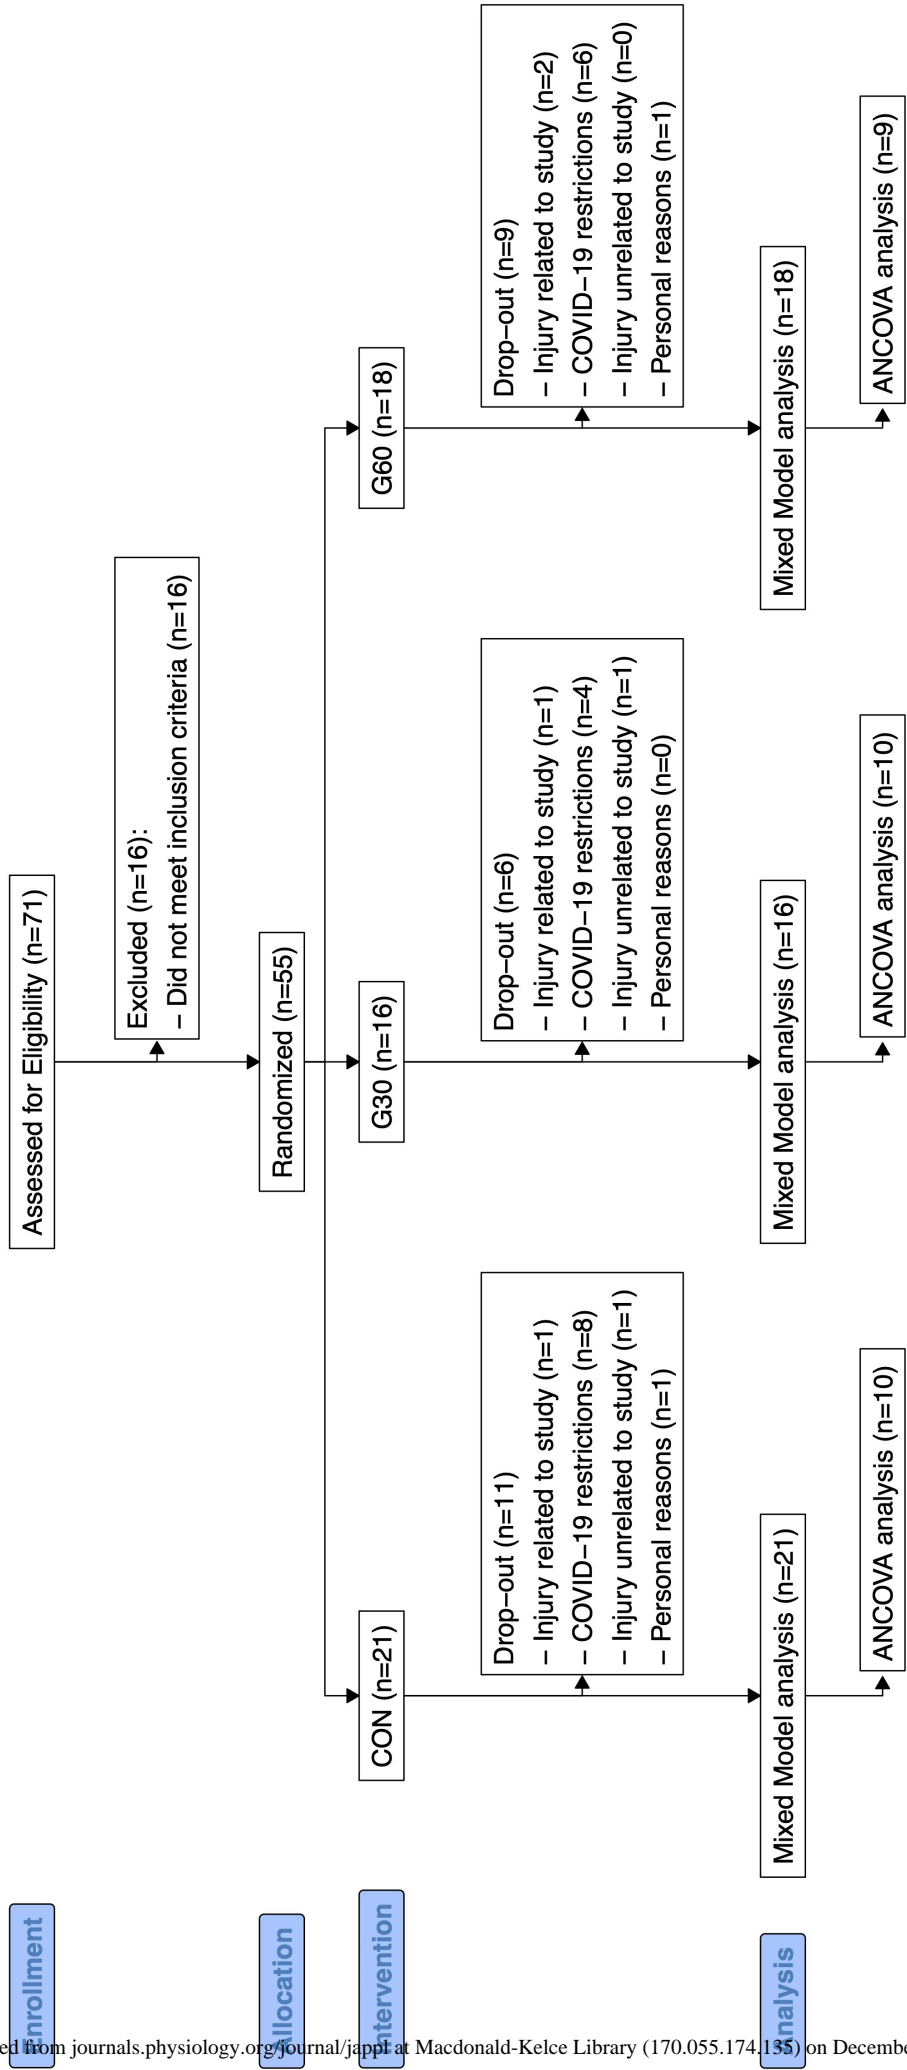 Enrollment
Assessed for Eligibility (n=71)
Excluded (n=16):
– Did not meet inclusion criteria (n=16)
Allocation
Randomized (n=55)
Intervention
CON (n=21)
G30 (n=16)
G60 (n=18)
Drop–out (n=11)
– Injury related to study (n=1)
– COVID–19 restrictions (n=8)
– Injury unrelated to study (n=1)
– Personal reasons (n=1)
Drop–out (n=6)
– Injury related to study (n=1)
– COVID–19 restrictions (n=4)
– Injury unrelated to study (n=1)
– Personal reasons (n=0)
Drop–out (n=9)
– Injury related to study (n=2)
– COVID–19 restrictions (n=6)
– Injury unrelated to study (n=0)
– Personal reasons (n=1)
Analysis
Mixed Model analysis (n=21)
Mixed Model analysis (n=16)
Mixed Model analysis (n=18)
ANCOVA analysis (n=10)
ANCOVA analysis (n=10)
ANCOVA analysis (n=9)
ed from journals.physiology.org/journal/jappl at Macdonald-Kelce Library (170.055.174.135) on Decembe